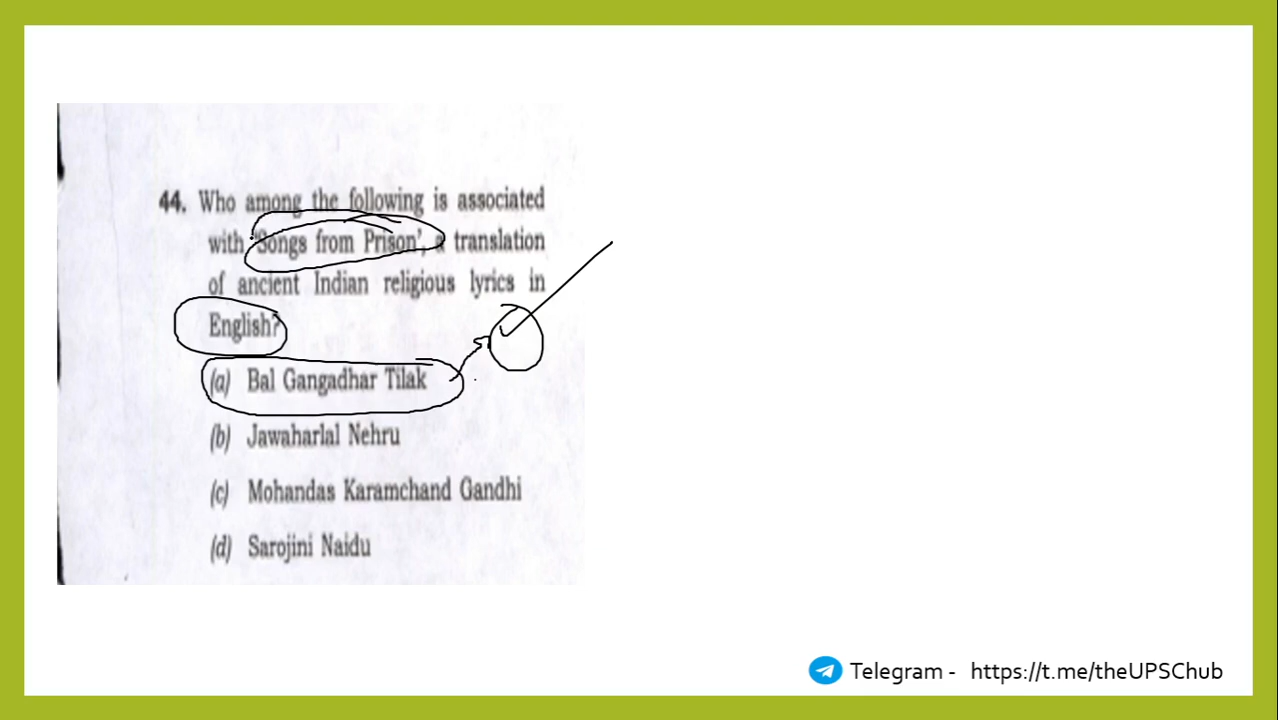 44. Who among the following is associated
with 'Songs from Prison', a translation
of ancient Indian religious lyrics in
English?
(a) Bal Gangadhar Tilak
(b) Jawaharlal Nehru
(c) Mohandas Karamchand Gandhi
(d) Sarojini Naidu
Telegram - https://t.me/theUPSChub